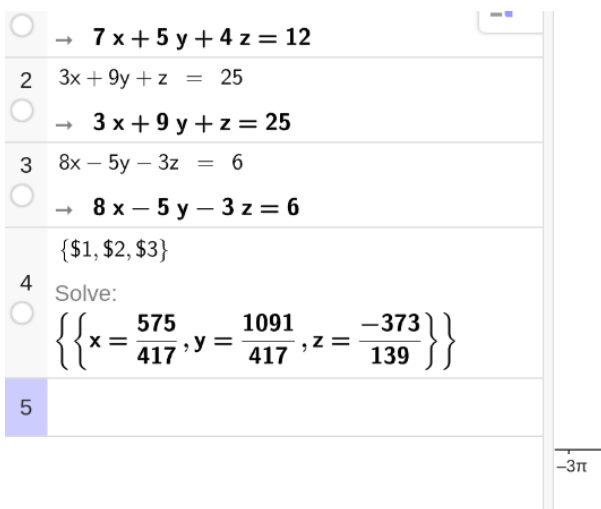 → 7 x + 5 y + 4 z = 12
2 3x + 9y + z = 25
→ 3 x + 9 y + z = 25
3 8x − 5y − 3z = 6
→ 8 x − 5 y − 3 z = 6
{$1, $2, $3}
4
Solve:
{{x = 575/417, y = 1091/417, z = −373/139}}
5
−3π